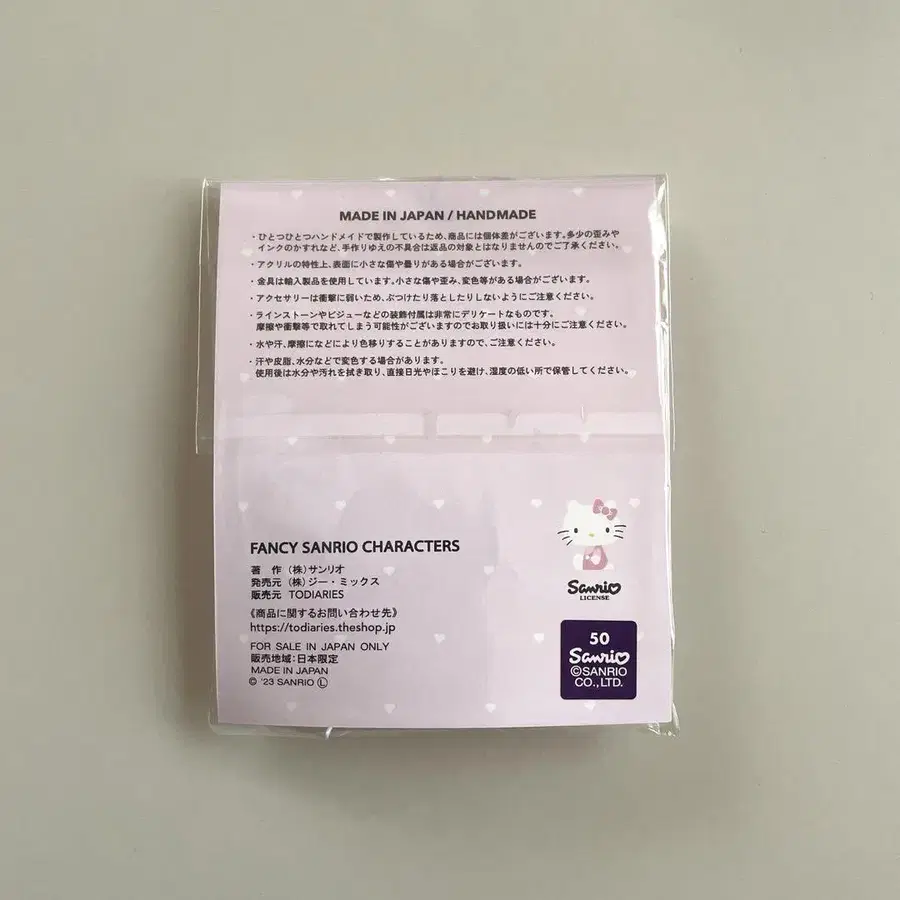 MADE IN JAPAN / HANDMADE
・ひとつひとつハンドメイドで製作しているため、商品には個体差がございます。多少の歪みや
インクのかすれなど、手作りゆえの不具合は返品の対象とはなりませんのでご了承ください。
・アクリルの特性上、表面に小さな傷や曇りがある場合がございます。
・金具は輸入製品を使用しています。小さな傷や歪み、変色等がある場合がございます。
・アクセサリーは衝撃に弱いため、ぶつけたり落としたりしないようにご注意ください。
・ラインストーンやビジューなどの装飾付属は非常にデリケートなものです。
摩擦や衝撃等で取れてしまう可能性がございますのでお取り扱いには十分にご注意ください。
・水や汗、摩擦になどにより色移りすることがありますので、ご注意ください。
・汗や皮脂、水分などで変色する場合があります。
使用後は水分や汚れを拭き取り、直接日光やほこりを避け、湿度の低い所で保管してください。
FANCY SANRIO CHARACTERS
著 作 (株)サンリオ
発売元 (株)ジー・ミックス
販売元 TODIARIES
《商品に関するお問い合わせ先》
https://todiaries.theshop.jp
FOR SALE IN JAPAN ONLY
販売地域:日本限定
MADE IN JAPAN
© '23 SANRIO Ⓛ
Sanrio
LICENSE
50
Sanrio
©SANRIO
CO.,LTD.